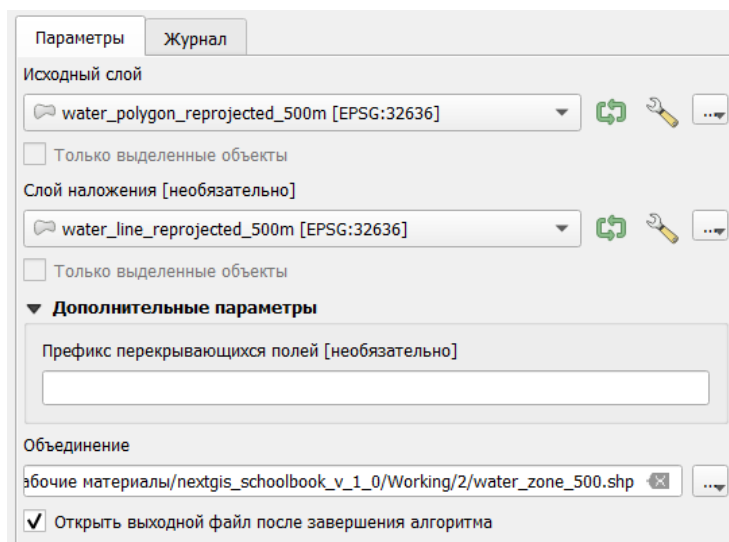 Параметры Журнал
Исходный слой
water_polygon_reprojected_500m [EPSG:32636]
...
Только выделенные объекты
Слой наложения [необязательно]
water_line_reprojected_500m [EPSG:32636]
...
Только выделенные объекты
Дополнительные параметры
Префикс перекрывающихся полей [необязательно]
Объединение
абочие материалы/nextgis_schoolbook_v_1_0/Working/2/water_zone_500.shp ...
Открыть выходной файл после завершения алгоритма